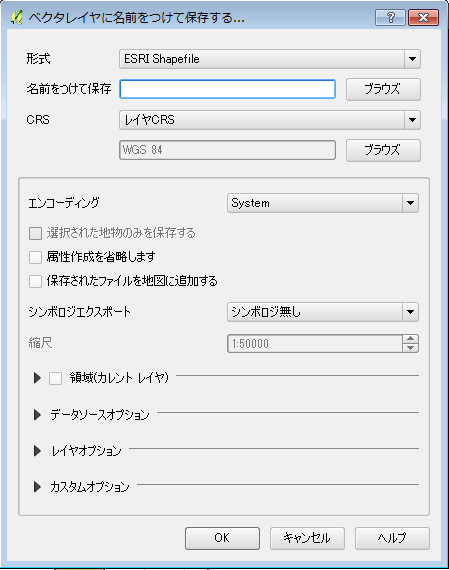 ベクタレイヤに名前をつけて保存する...
形式 ESRI Shapefile
名前をつけて保存 ブラウズ
CRS レイヤCRS
WGS 84 ブラウズ
エンコーディング System
選択された地物のみを保存する
属性作成を省略します
保存されたファイルを地図に追加する
シンボロジエクスポート シンボロジ無し
縮尺 1:50000
領域(カレント レイヤ)
データソースオプション
レイヤオプション
カスタムオプション
OK キャンセル ヘルプ